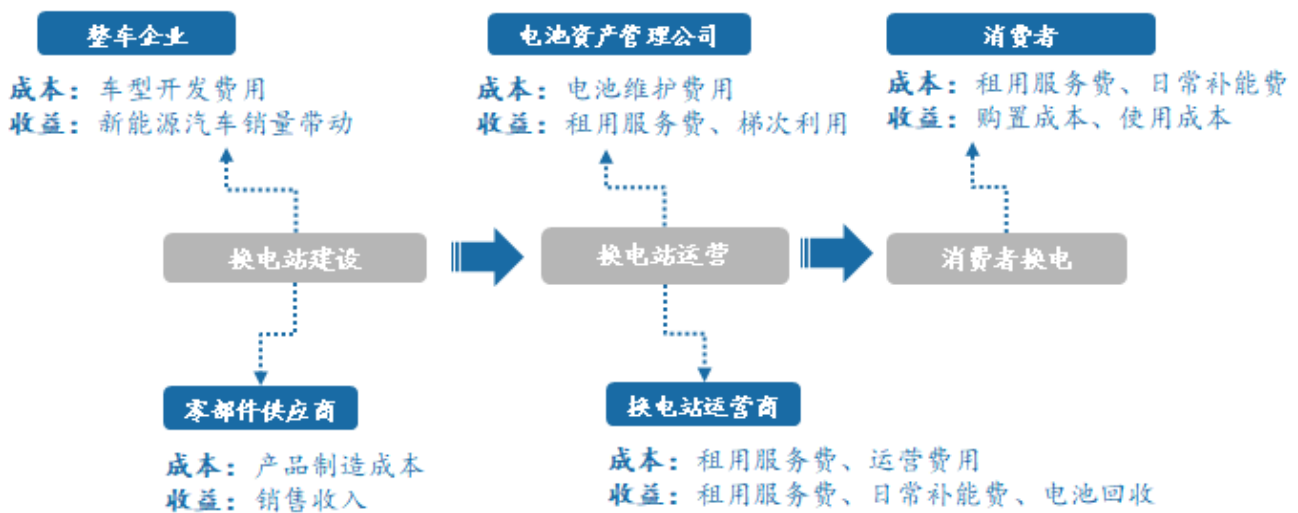 整车企业
成本：车型开发费用
收益：新能源汽车销量带动
电池资产管理公司
成本：电池维护费用
收益：租用服务费、梯次利用
消费者
成本：租用服务费、日常补能费
收益：购置成本、使用成本
换电站建设
换电站运营
消费者换电
零部件供应商
成本：产品制造成本
收益：销售收入
换电站运营商
成本：租用服务费、运营费用
收益：租用服务费、日常补能费、电池回收